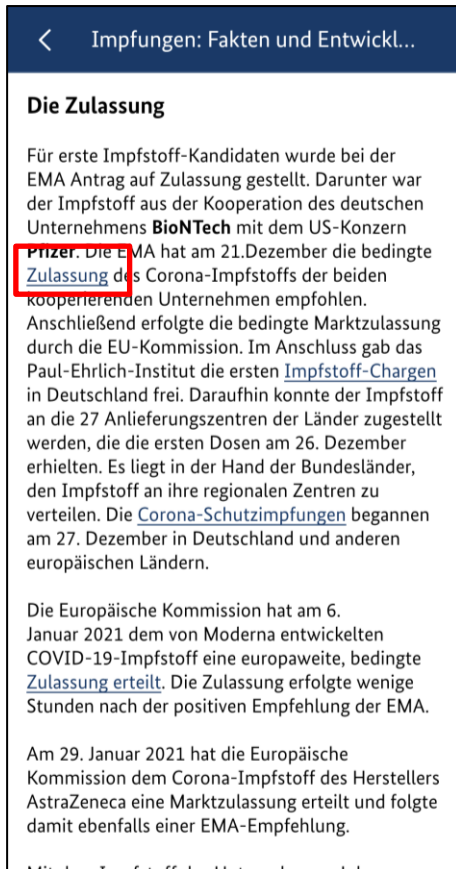 Impfungen: Fakten und Entwickl...
Die Zulassung
Für erste Impfstoff-Kandidaten wurde bei der
EMA Antrag auf Zulassung gestellt. Darunter war
der Impfstoff aus der Kooperation des deutschen
Unternehmens BioNTech mit dem US-Konzern
Pfizer. Die EMA hat am 21.Dezember die bedingte
Zulassung des Corona-Impfstoffs der beiden
kooperierenden Unternehmen empfohlen.
Anschließend erfolgte die bedingte Marktzulassung
durch die EU-Kommission. Im Anschluss gab das
Paul-Ehrlich-Institut die ersten Impfstoff-Chargen
in Deutschland frei. Daraufhin konnte der Impfstoff
an die 27 Anlieferungszentren der Länder zugestellt
werden, die die ersten Dosen am 26. Dezember
erhielten. Es liegt in der Hand der Bundesländer,
den Impfstoff an ihre regionalen Zentren zu
verteilen. Die Corona-Schutzimpfungen begannen
am 27. Dezember in Deutschland und anderen
europäischen Ländern.
Die Europäische Kommission hat am 6.
Januar 2021 dem von Moderna entwickelten
COVID-19-Impfstoff eine europaweite, bedingte
Zulassung erteilt. Die Zulassung erfolgte wenige
Stunden nach der positiven Empfehlung der EMA.
Am 29. Januar 2021 hat die Europäische
Kommission dem Corona-Impfstoff des Herstellers
AstraZeneca eine Marktzulassung erteilt und folgte
damit ebenfalls einer EMA-Empfehlung.